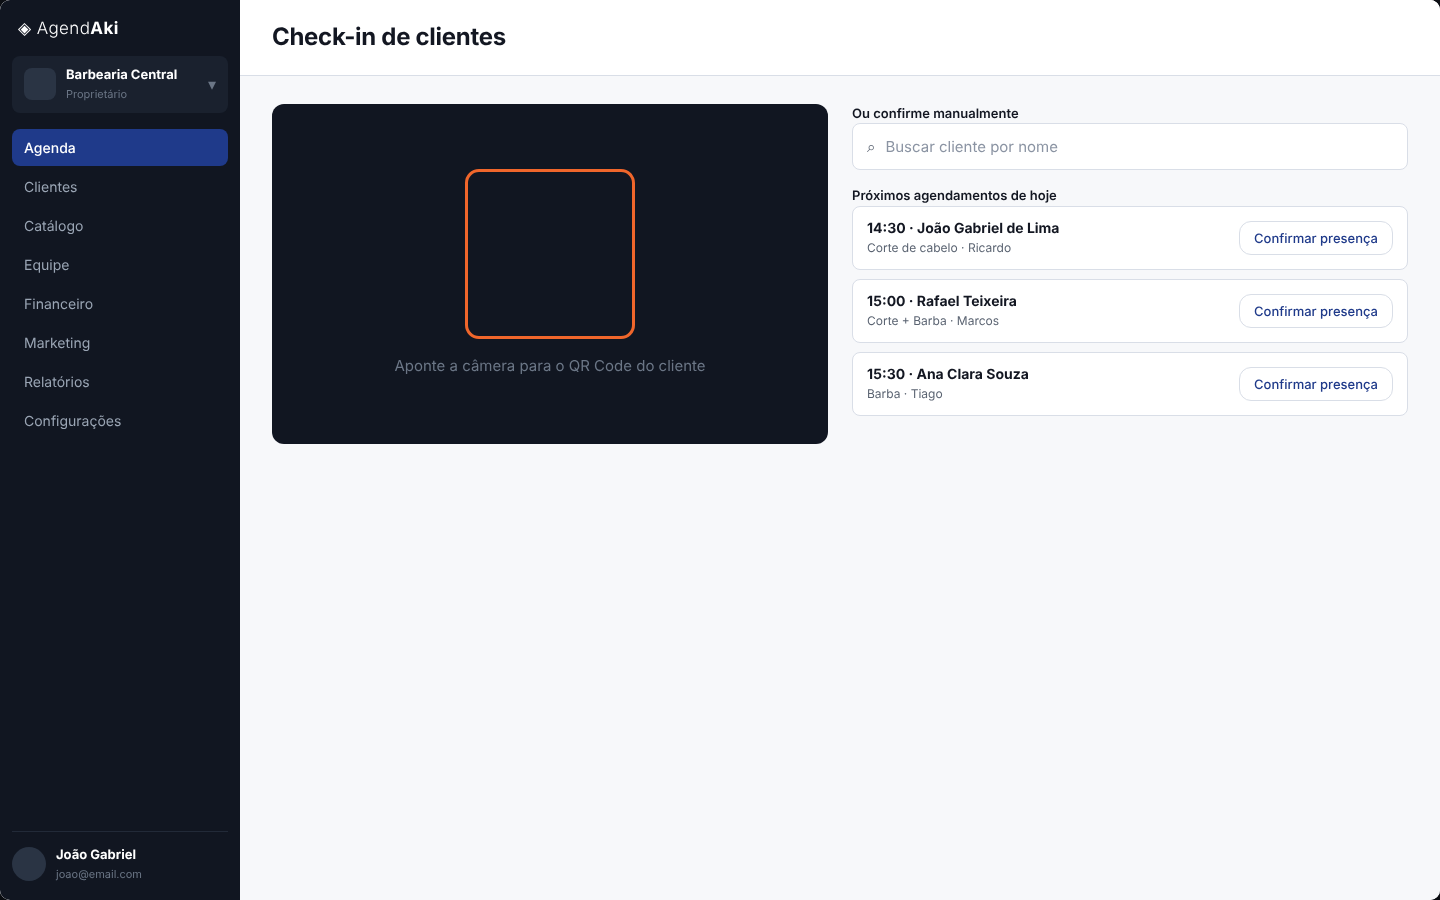 ◈ AgendAki
Barbearia Central
Proprietário
▼
Agenda
Clientes
Catálogo
Equipe
Financeiro
Marketing
Relatórios
Configurações
João Gabriel
joao@email.com
Check-in de clientes
Aponte a câmera para o QR Code do cliente
Ou confirme manualmente
⌕ Buscar cliente por nome
Próximos agendamentos de hoje
14:30 · João Gabriel de Lima
Corte de cabelo · Ricardo
Confirmar presença
15:00 · Rafael Teixeira
Corte + Barba · Marcos
Confirmar presença
15:30 · Ana Clara Souza
Barba · Tiago
Confirmar presença